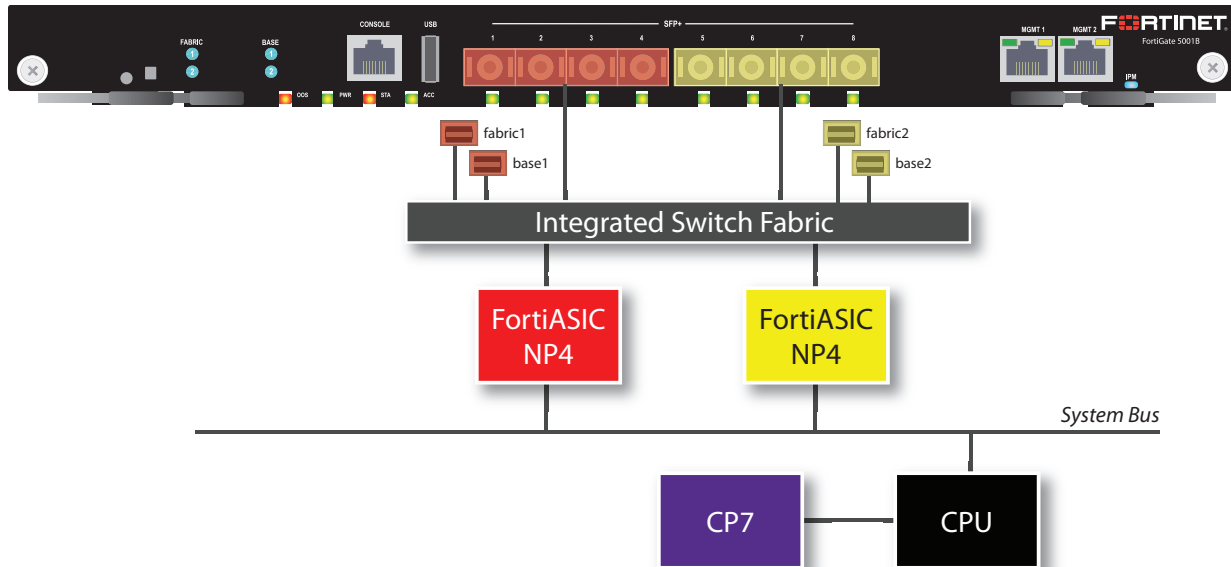 CONSOLE
USB
SFP+
FABRIC
1
2
BASE
1
2
1 2 3 4 5 6 7 8
MGMT 1
MGMT 2
FORTINET
FortiGate 5001B
IPM
OOS
PWR
STA
ACC
fabric1
base1
fabric2
base2
Integrated Switch Fabric
FortiASIC
NP4
FortiASIC
NP4
System Bus
CP7
CPU